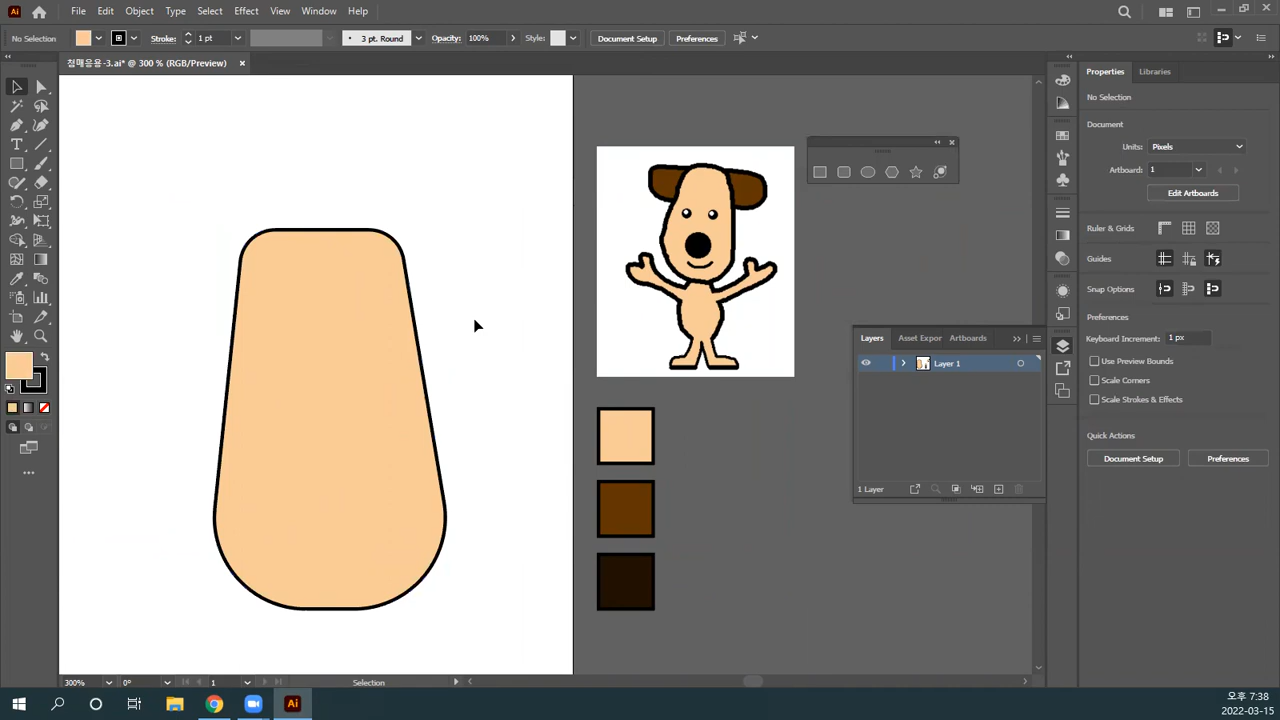 Ai File Edit Object Type Select Effect View Window Help
No Selection Stroke: 1 pt 3 pt. Round Opacity: 100% Style: Document Setup Preferences
첨매응용-3.ai* @ 300 % (RGB/Preview)
Properties Libraries
No Selection
Document
Units: Pixels
Artboard: 1
Edit Artboards
Ruler & Grids
Guides
Snap Options
Preferences
Keyboard Increment: 1 px
Use Preview Bounds
Scale Corners
Scale Strokes & Effects
Quick Actions
Document Setup Preferences
Layers Asset Expor Artboards
Layer 1
1 Layer
300% 0° 1 Selection
Ai
오후 7:38
2022-03-15